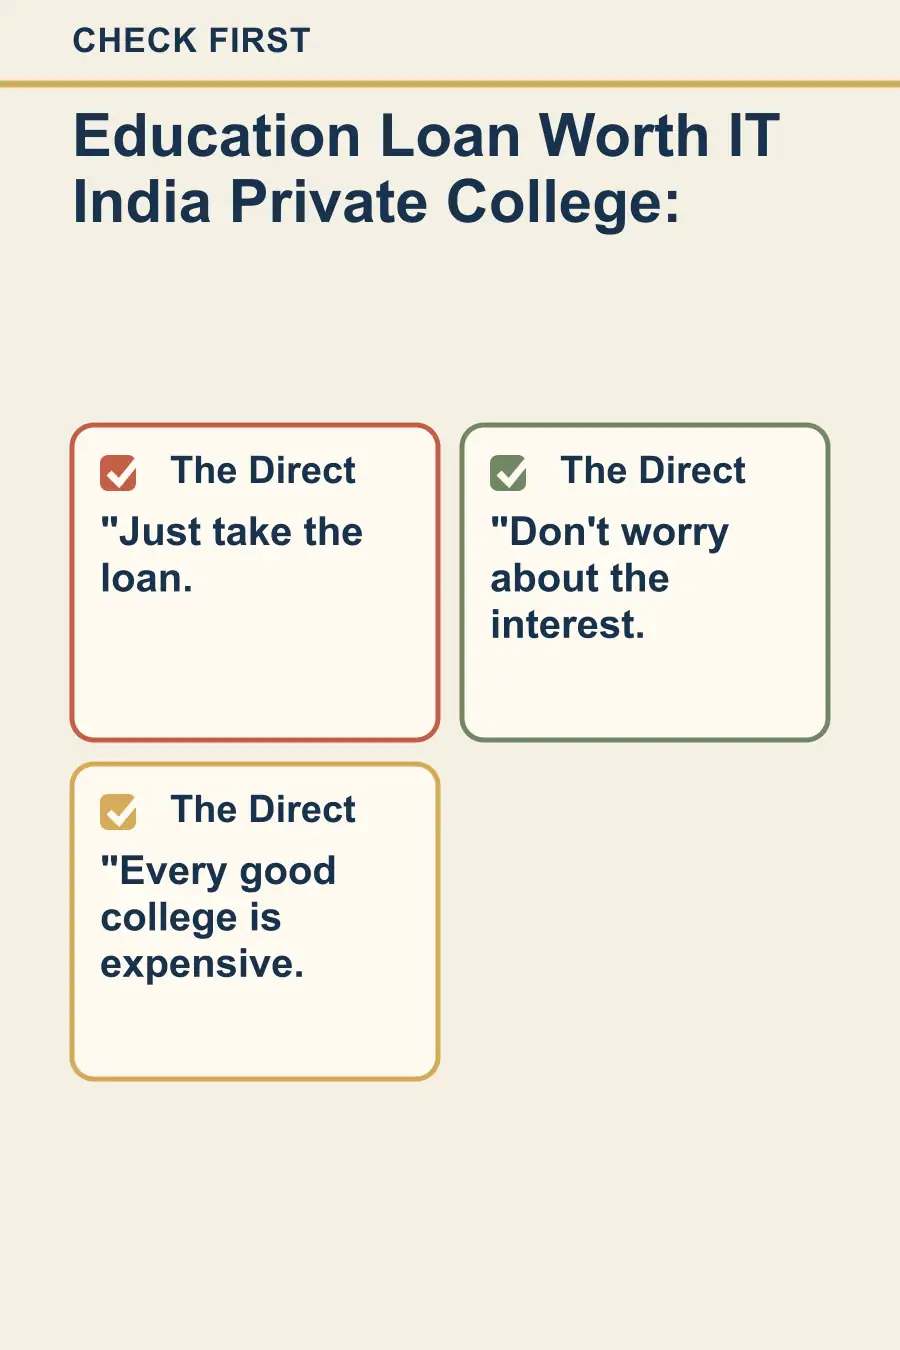 CHECK FIRST
Education Loan Worth IT
India Private College:
The Direct
"Just take the
loan.
The Direct
"Don't worry
about the
interest.
The Direct
"Every good
college is
expensive.